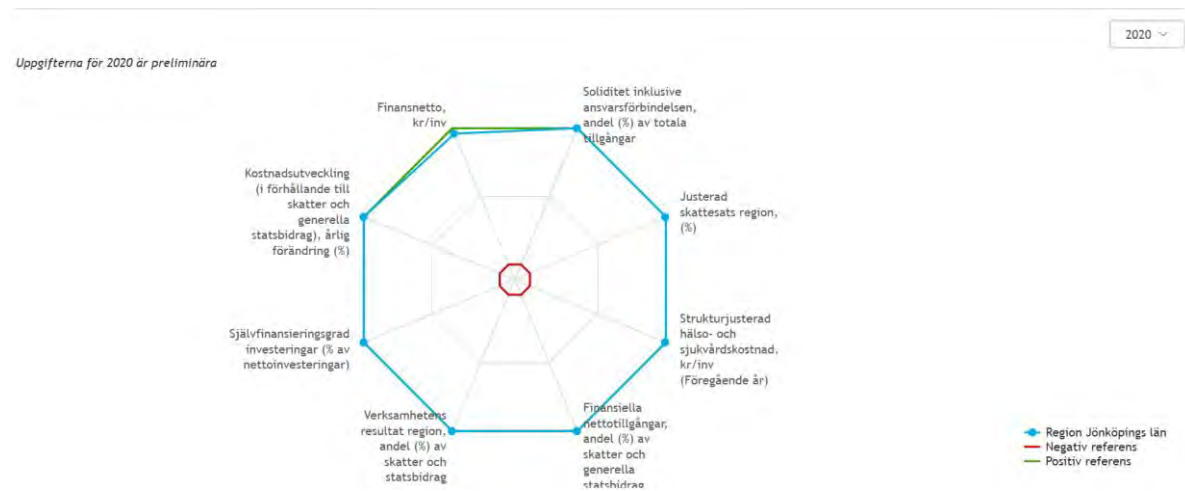 2020
Uppgifterna för 2020 är preliminära
Finansnetto,
kr/inv
Soliditet inklusive
ansvarsförbindelsen,
andel (%) av totala
tillgångar
Kostnadsutveckling
(i förhållande till
skatter och
generella
statsbidrag), årlig
förändring (%)
Justerad
skattesats region,
(%)
Självfinansieringsgrad
investeringar (% av
nettoinvesteringar)
Strukturjusterad
hälso- och
sjukvårdskostnad,
kr/inv
(Föregående år)
Verksamhetens
resultat region,
andel (%) av
skatter och
statsbidrag
Finansiella
nettotillgångar,
andel (%) av
skatter och
generella
statsbidrag
Region Jönköpings län
Negativ referens
Positiv referens